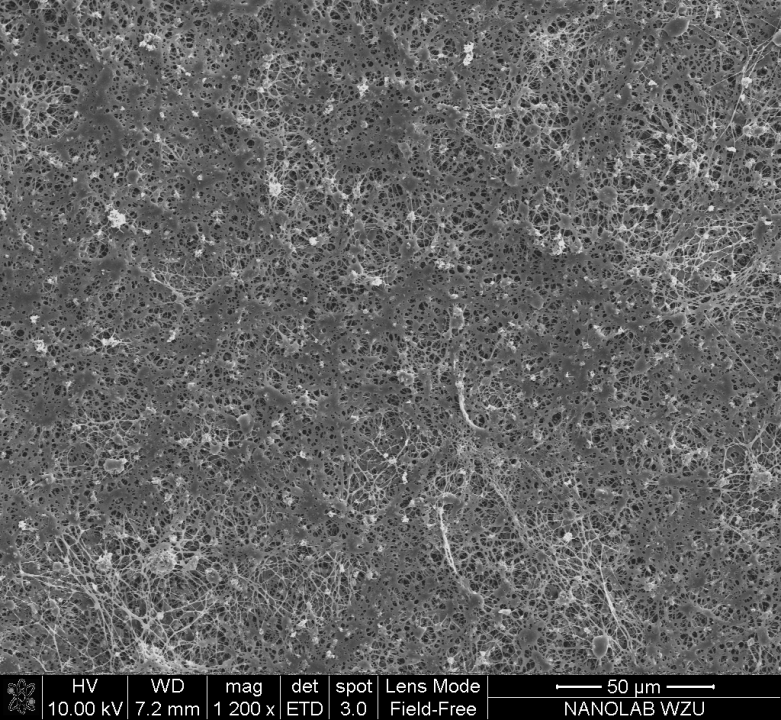 HV WD mag det spot Lens Mode 50 µm
10.00 kV 7.2 mm 1 200 x ETD 3.0 Field-Free NANOLAB WZU